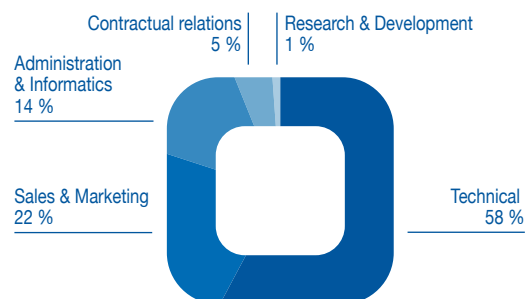 Contractual relations
5 %
Research & Development
1 %
Administration
& Informatics
14 %
Sales & Marketing
22 %
Technical
58 %